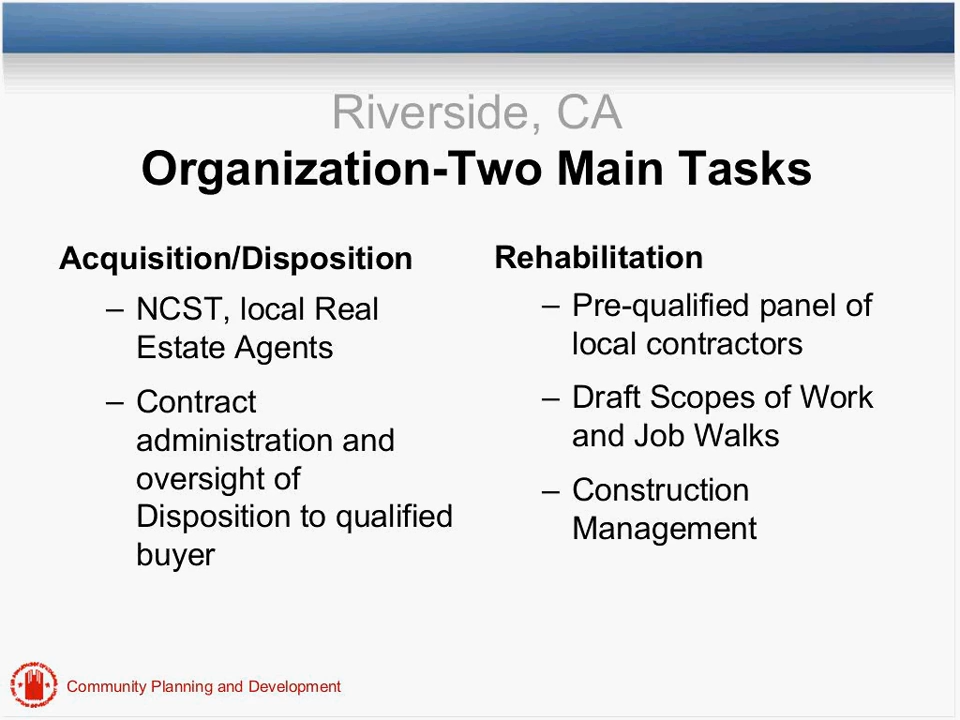 Riverside, CA
Organization-Two Main Tasks
Acquisition/Disposition
– NCST, local Real
Estate Agents
– Contract
administration and
oversight of
Disposition to qualified
buyer
Rehabilitation
– Pre-qualified panel of
local contractors
– Draft Scopes of Work
and Job Walks
– Construction
Management
Community Planning and Development